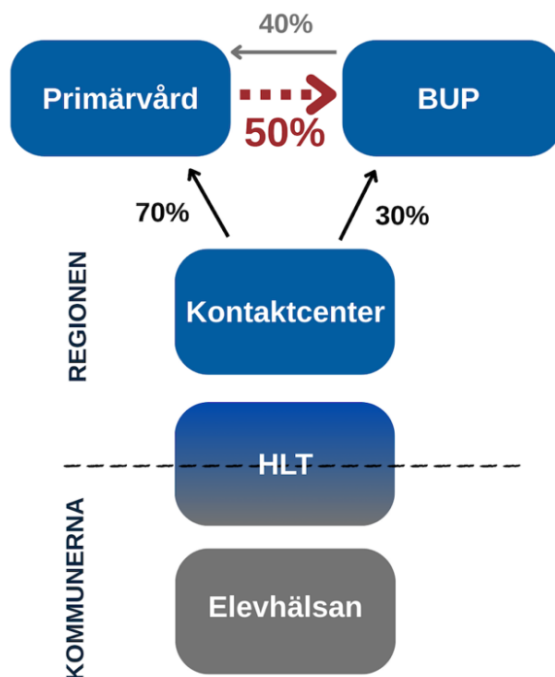 40%
Primärvård
BUP
50%
70%
30%
REGIONEN
Kontaktcenter
HLT
KOMMUNERNA
Elevhälsan